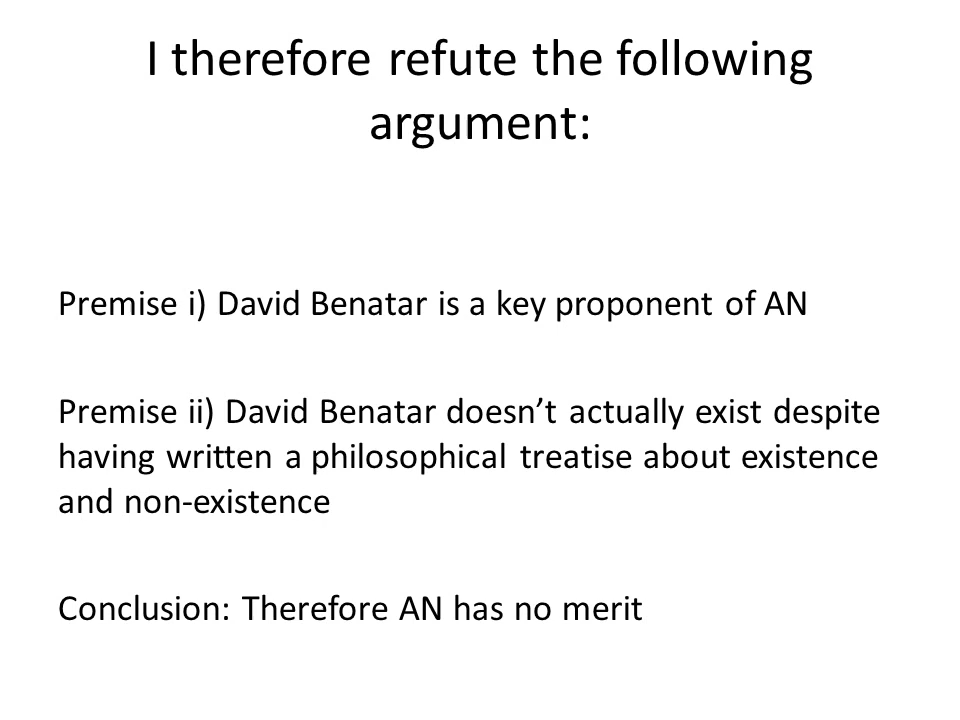 I therefore refute the following
argument:
Premise i) David Benatar is a key proponent of AN
Premise ii) David Benatar doesn’t actually exist despite
having written a philosophical treatise about existence
and non-existence
Conclusion: Therefore AN has no merit